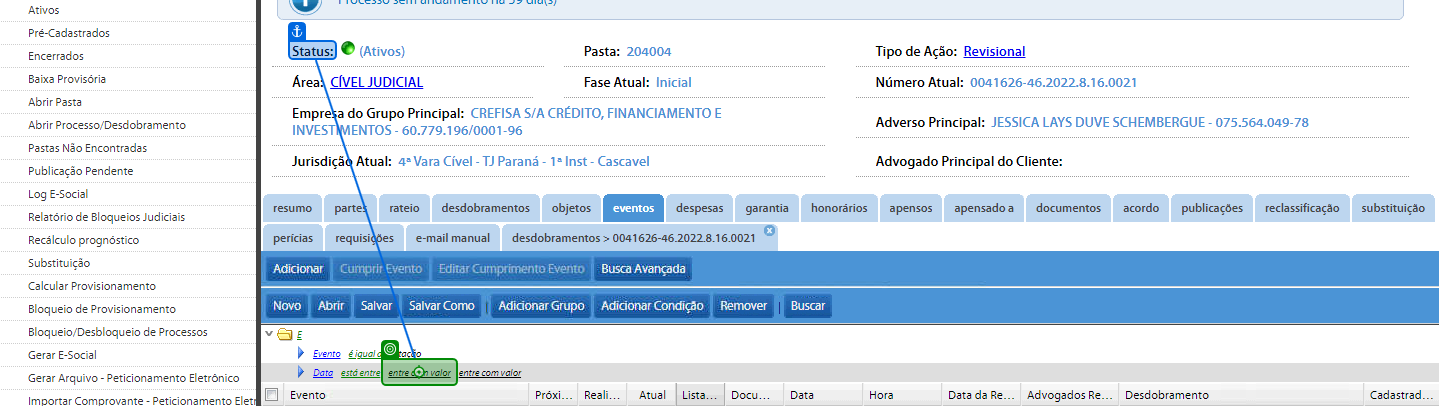 Ativos
Pré-Cadastrados
Encerrados
Baixa Provisória
Abrir Pasta
Abrir Processo/Desdobramento
Pastas Não Encontradas
Publicação Pendente
Log E-Social
Relatório de Bloqueios Judiciais
Recálculo prognóstico
Substituição
Calcular Provisionamento
Bloqueio de Provisionamento
Bloqueio/Desbloqueio de Processos
Gerar E-Social
Gerar Arquivo - Peticionamento Eletrônico
Importar Comprovante - Peticionamento Eletr
Processo sem andamento há 59 dia(s)
Status: (Ativos) Pasta: 204004 Tipo de Ação: Revisional
Área: CÍVEL JUDICIAL Fase Atual: Inicial Número Atual: 0041626-46.2022.8.16.0021
Empresa do Grupo Principal: CREFISA S/A CRÉDITO, FINANCIAMENTO E
INVESTIMENTOS - 60.779.196/0001-96
Adverso Principal: JESSICA LAYS DUVE SCHEMBERGUE - 075.564.049-78
Jurisdição Atual: 4ª Vara Cível - TJ Paraná - 1ª Inst - Cascavel Advogado Principal do Cliente:
resumo partes rateio desdobramentos objetos eventos despesas garantia honorários apensos apensado a documentos acordo publicações reclassificação substituição
perícias requisições e-mail manual desdobramentos > 0041626-46.2022.8.16.0021
Adicionar Cumprir Evento Editar Cumprimento Evento Busca Avançada
Novo Abrir Salvar Salvar Como | Adicionar Grupo Adicionar Condição Remover | Buscar
E
Evento é igual a
Data está entre entre com valor entre com valor
Evento Próxi... Reali... Atual Lista... Docu... Data Hora Data da Re... Advogados Re... Desdobramento Cadastrad...